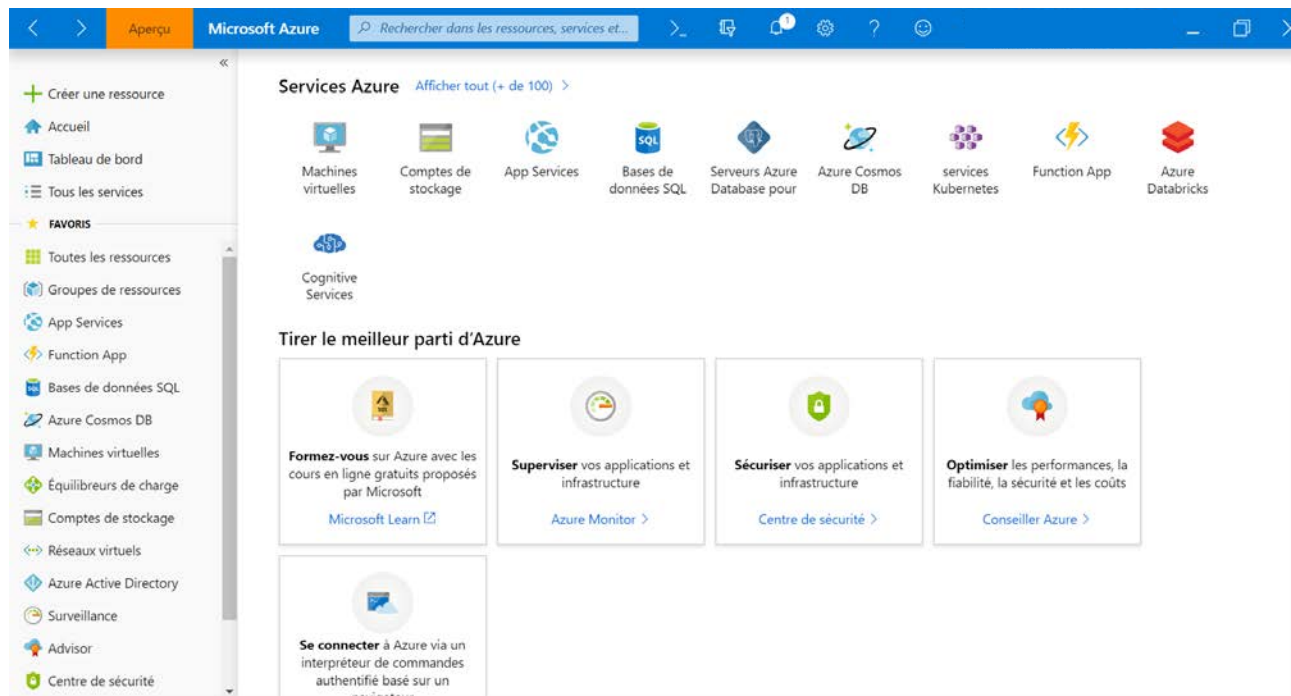 Aperçu
Microsoft Azure
Rechercher dans les ressources, services et...
1
Créer une ressource
Accueil
Tableau de bord
Tous les services
FAVORIS
Toutes les ressources
Groupes de ressources
App Services
Function App
Bases de données SQL
Azure Cosmos DB
Machines virtuelles
Équilibreurs de charge
Comptes de stockage
Réseaux virtuels
Azure Active Directory
Surveillance
Advisor
Centre de sécurité
Services Azure Afficher tout (+ de 100) >
Machines
virtuelles
Comptes de
stockage
App Services
SQL
Bases de
données SQL
Serveurs Azure
Database pour
Azure Cosmos
DB
services
Kubernetes
Function App
Azure
Databricks
Cognitive
Services
Tirer le meilleur parti d'Azure
Formez-vous sur Azure avec les
cours en ligne gratuits proposés
par Microsoft
Microsoft Learn
Superviser vos applications et
infrastructure
Azure Monitor >
Sécuriser vos applications et
infrastructure
Centre de sécurité >
Optimiser les performances, la
fiabilité, la sécurité et les coûts
Conseiller Azure >
Se connecter à Azure via un
interpréteur de commandes
authentifié basé sur un